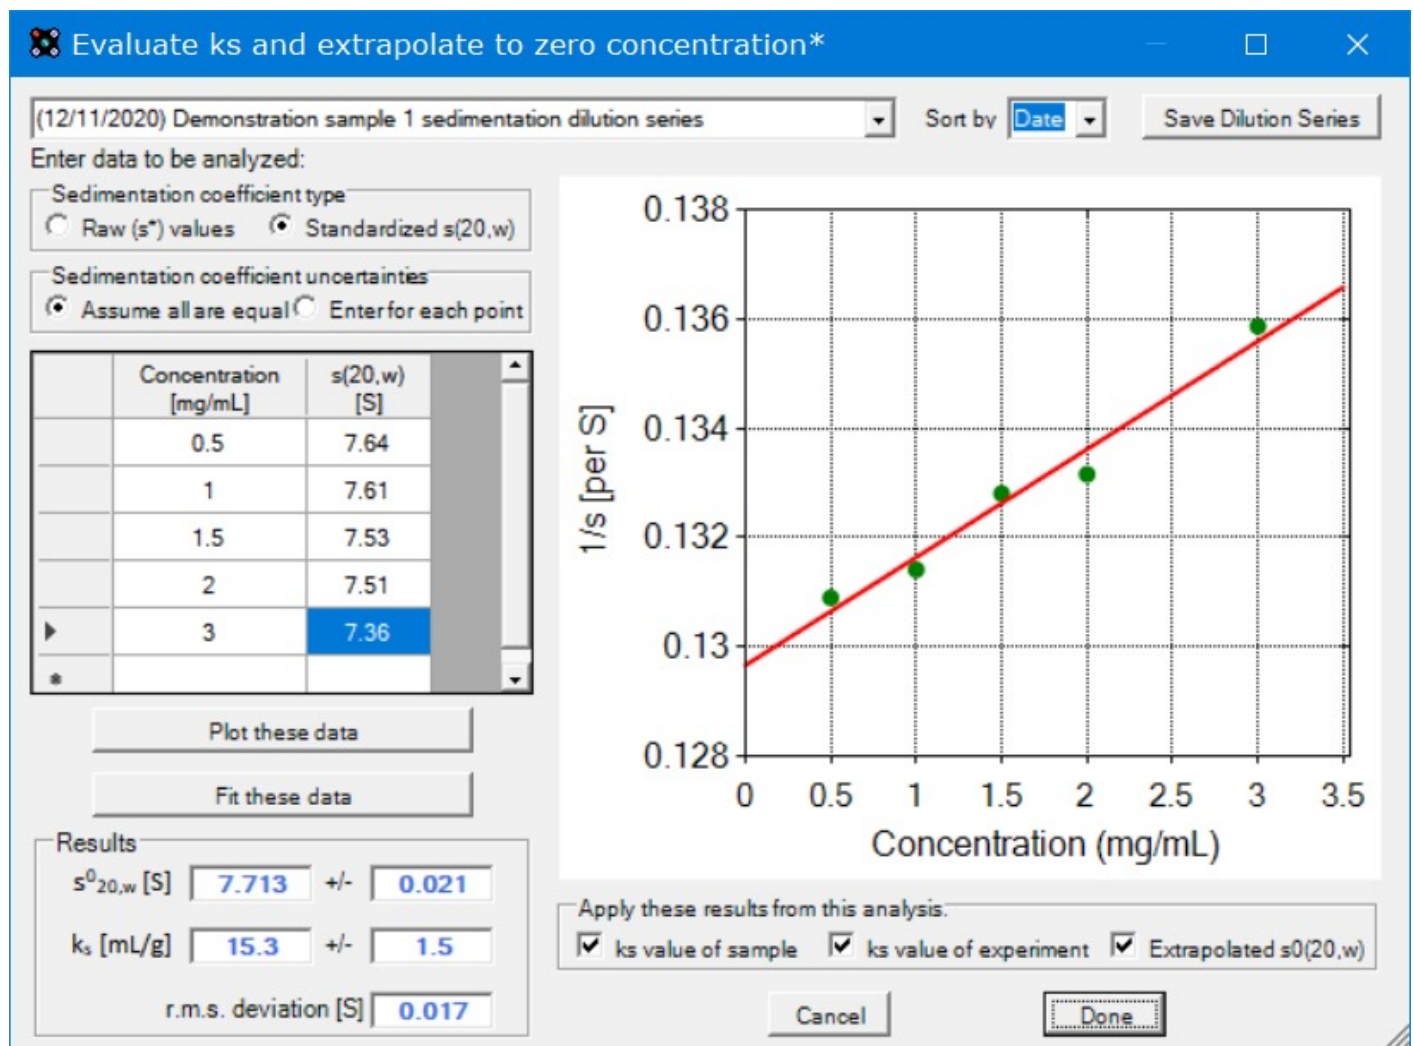 Evaluate ks and extrapolate to zero concentration*
(12/11/2020) Demonstration sample 1 sedimentation dilution series
Sort by Date
Save Dilution Series
Enter data to be analyzed:
Sedimentation coefficient type
Raw (s*) values Standardized s(20,w)
Sedimentation coefficient uncertainties
Assume all are equal Enter for each point
Concentration [mg/mL] s(20,w) [S]
0.5 7.64
1 7.61
1.5 7.53
2 7.51
3 7.36
*
Plot these data
Fit these data
Results
s⁰20,w [S] 7.713 +/- 0.021
ks [mL/g] 15.3 +/- 1.5
r.m.s. deviation [S] 0.017
1/s [per S]
0.138
0.136
0.134
0.132
0.13
0.128
0 0.5 1 1.5 2 2.5 3 3.5
Concentration (mg/mL)
Apply these results from this analysis.
ks value of sample ks value of experiment Extrapolated s0(20,w)
Cancel Done